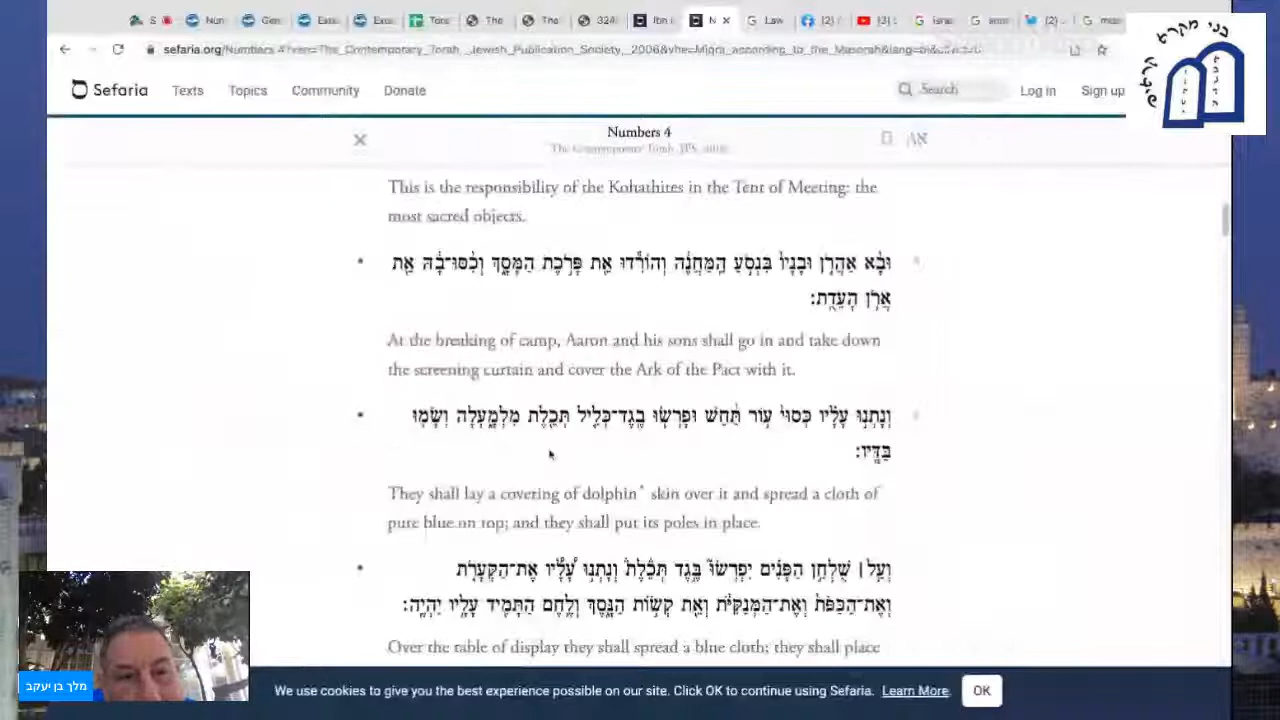 Sefaria
Texts
Topics
Community
Donate
Search
Log in
Sign up
בני מקרא
Numbers 4
This is the responsibility of the Kohathites in the Tent of Meeting: the
most sacred objects.
וּבָ֨א אַהֲרֹ֤ן וּבָנָיו֙ בִּנְסֹ֣עַ הַֽמַּחֲנֶ֔ה וְהוֹרִ֕דוּ אֵ֖ת פָּרֹ֣כֶת הַמָּסָ֑ךְ וְכִ֨סּוּ־בָ֔הּ אֵ֖ת
אֲרֹ֥ן הָעֵדֻֽת׃
At the breaking of camp, Aaron and his sons shall go in and take down
the screening curtain and cover the Ark of the Pact with it.
וְנָתְנ֣וּ עָלָ֗יו כְּסוּי֙ ע֣וֹר תַּ֔חַשׁ וּפָרְשׂ֧וּ בֶֽגֶד־כְּלִ֛יל תְּכֵ֖לֶת מִלְמָ֑עְלָה וְשָׂמ֖וּ
בַּדָּֽיו׃
They shall lay a covering of dolphin* skin over it and spread a cloth of
pure blue on top; and they shall put its poles in place.
וְעַ֣ל ׀ שֻׁלְחַ֣ן הַפָּנִ֗ים יִפְרְשׂוּ֮ בֶּ֣גֶד תְּכֵ֒לֶת֒ וְנָתְנ֣וּ עָ֠לָ֠יו אֶת־הַקְּעָרֹ֤ת
וְאֶת־הַכַּפֹּת֙ וְאֶת־הַמְּנַקִּיֹּ֔ת וְאֵ֖ת קְשׂ֣וֹת הַנָּ֑סֶךְ וְלֶ֥חֶם הַתָּמִ֖יד עָלָ֥יו יִהְיֶֽה׃
Over the table of display they shall spread a blue cloth; they shall place
מלך בן יעקב
We use cookies to give you the best experience possible on our site. Click OK to continue using Sefaria. Learn More.
OK